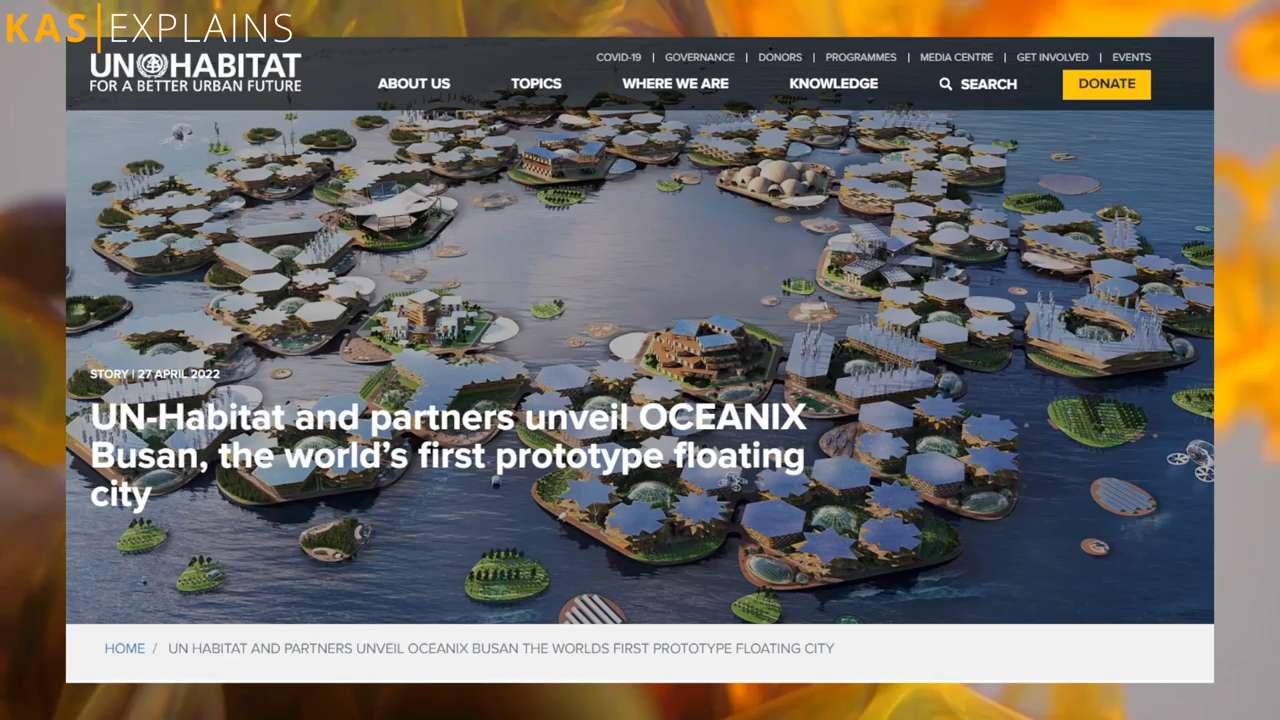 KAS|EXPLAINS
UN HABITAT
FOR A BETTER URBAN FUTURE
COVID-19 | GOVERNANCE | DONORS | PROGRAMMES | MEDIA CENTRE | GET INVOLVED | EVENTS
ABOUT US TOPICS WHERE WE ARE KNOWLEDGE SEARCH DONATE
STORY | 27 APRIL 2022
UN-Habitat and partners unveil OCEANIX
Busan, the world's first prototype floating
city
HOME / UN HABITAT AND PARTNERS UNVEIL OCEANIX BUSAN THE WORLDS FIRST PROTOTYPE FLOATING CITY